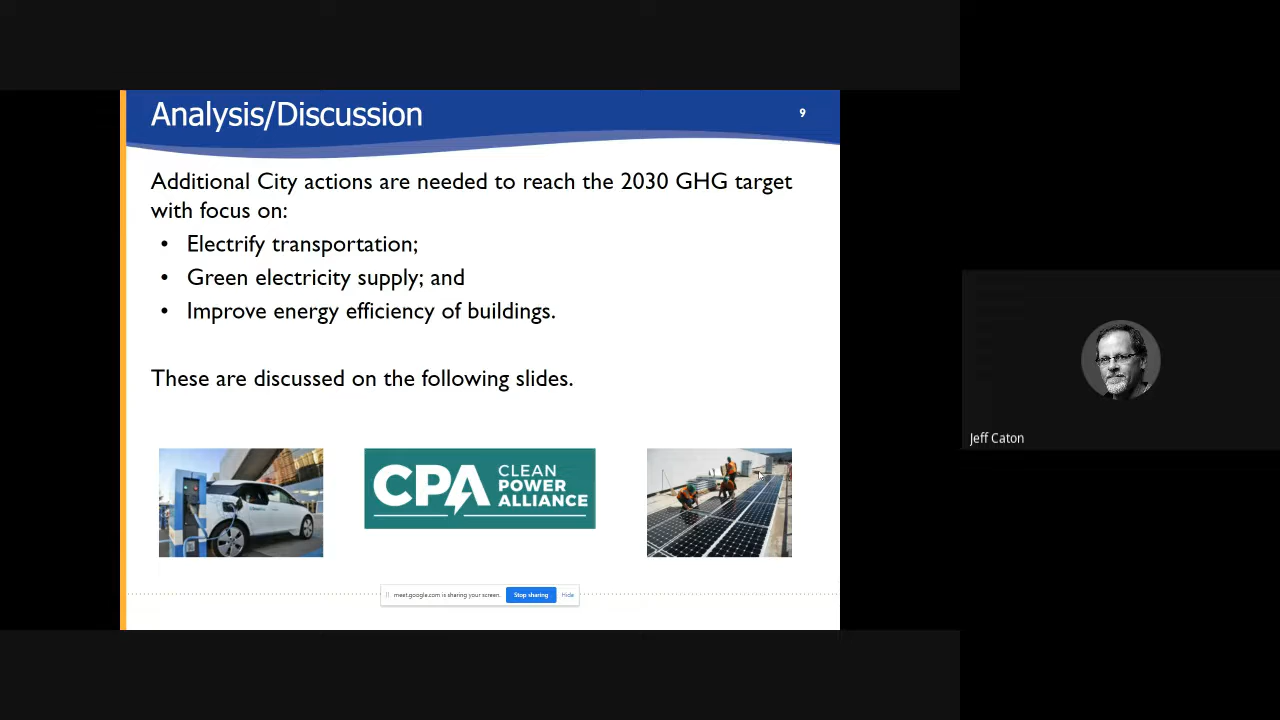 Analysis/Discussion
9
Additional City actions are needed to reach the 2030 GHG target
with focus on:
• Electrify transportation;
• Green electricity supply; and
• Improve energy efficiency of buildings.
These are discussed on the following slides.
CPA CLEAN
POWER
ALLIANCE
meet.google.com is sharing your screen. Stop sharing Hide
Jeff Caton